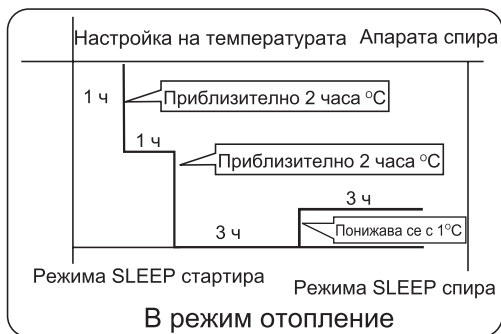 Настройка на температурата Апарата спира
1 ч
Приблизително 2 часа °C
1 ч
Приблизително 2 часа °C
3 ч
3 ч
Понижава се с 1°C
Режима SLEEP стартира
Режима SLEEP спира
В режим отопление